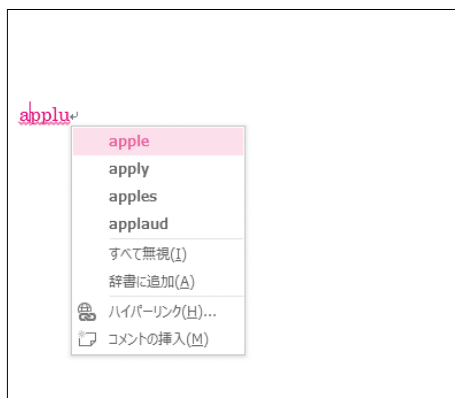 applu↵
apple
apply
apples
applaud
すべて無視(I)
辞書に追加(A)
ハイパーリンク(H)...
コメントの挿入(M)